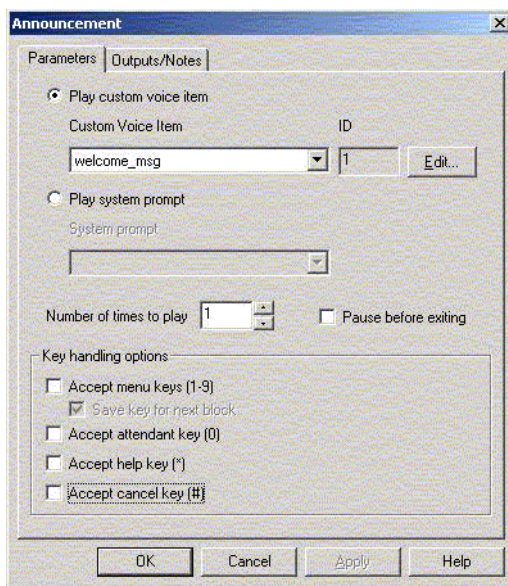 Announcement
Parameters Outputs/Notes
Play custom voice item
Custom Voice Item ID
welcome_msg 1 Edit...
Play system prompt
System prompt
Number of times to play 1 Pause before exiting
Key handling options
Accept menu keys (1-9)
Save key for next block
Accept attendant key (0)
Accept help key (*)
Accept cancel key (#)
OK Cancel Apply Help